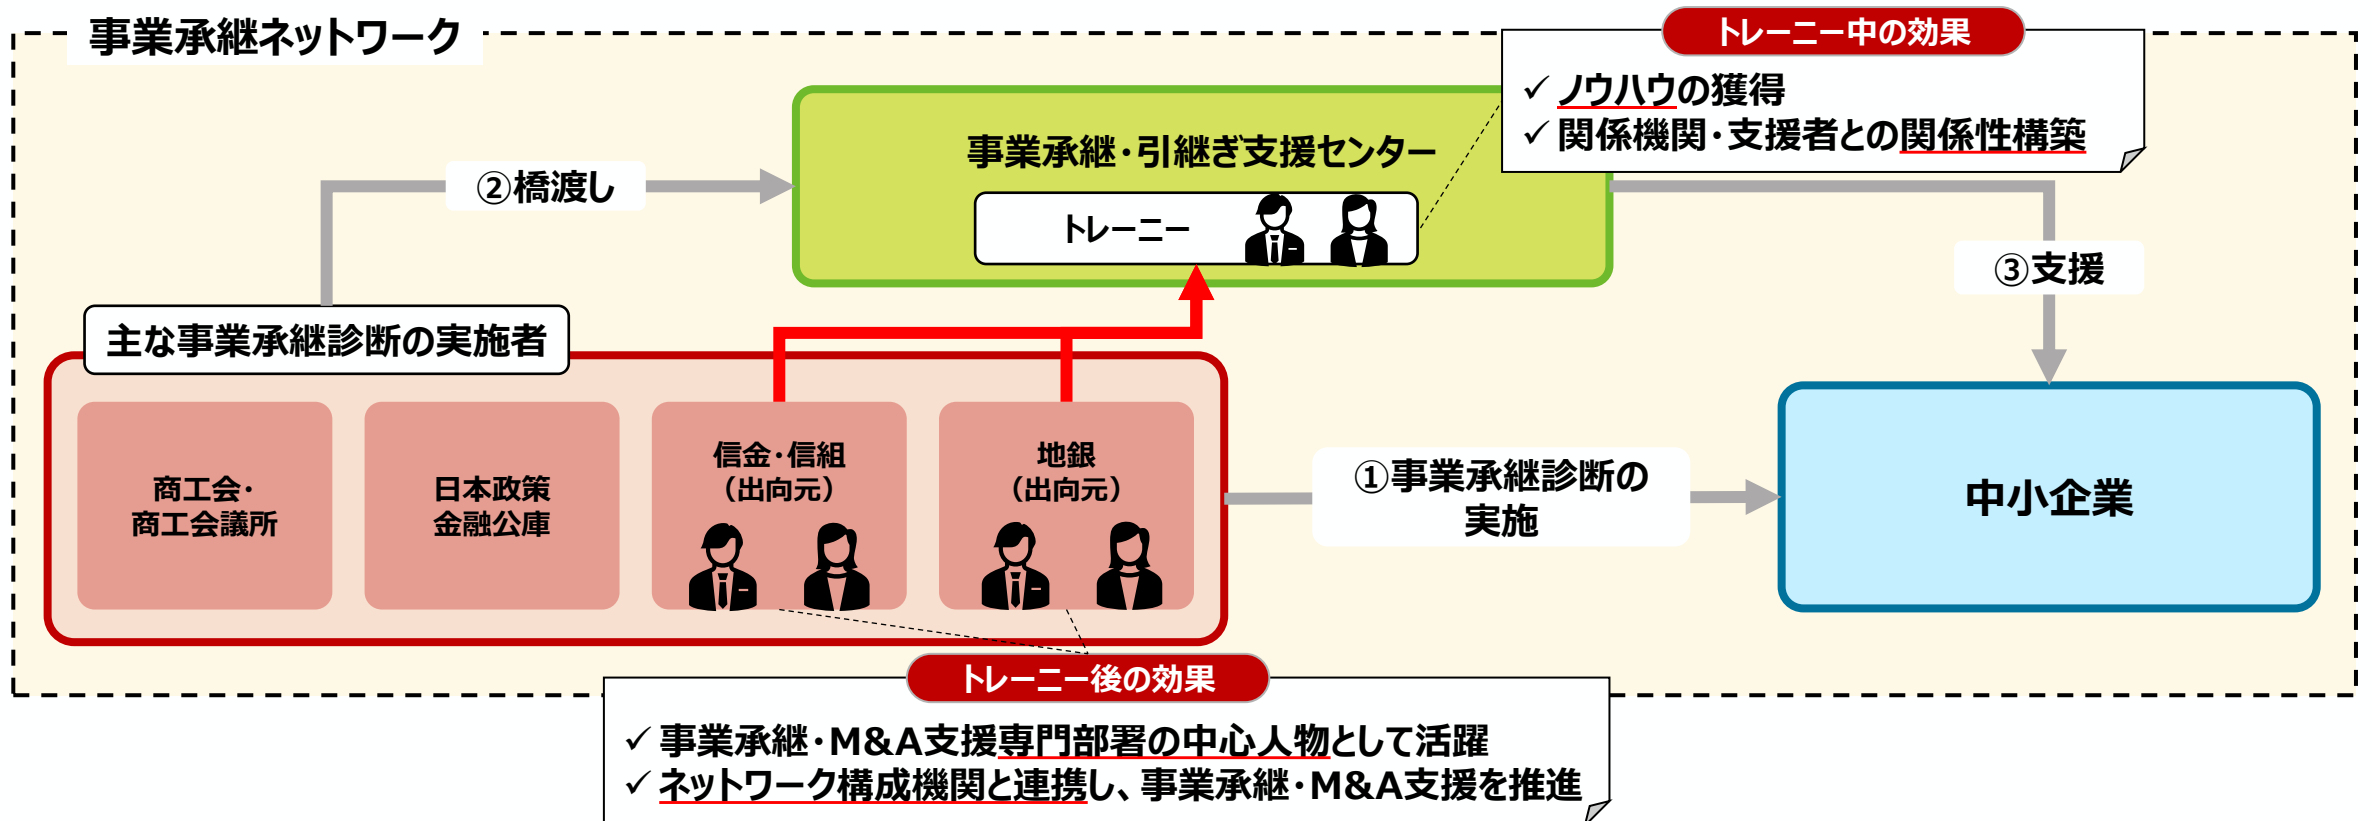 事業承継ネットワーク
トレーニー中の効果
✓ ノウハウの獲得
✓ 関係機関・支援者との関係性構築
事業承継・引継ぎ支援センター
トレーニー
②橋渡し
③支援
主な事業承継診断の実施者
商工会・
商工会議所
日本政策
金融公庫
信金・信組
（出向元）
地銀
（出向元）
①事業承継診断の
実施
中小企業
トレーニー後の効果
✓ 事業承継・M&A支援専門部署の中心人物として活躍
✓ ネットワーク構成機関と連携し、事業承継・M&A支援を推進